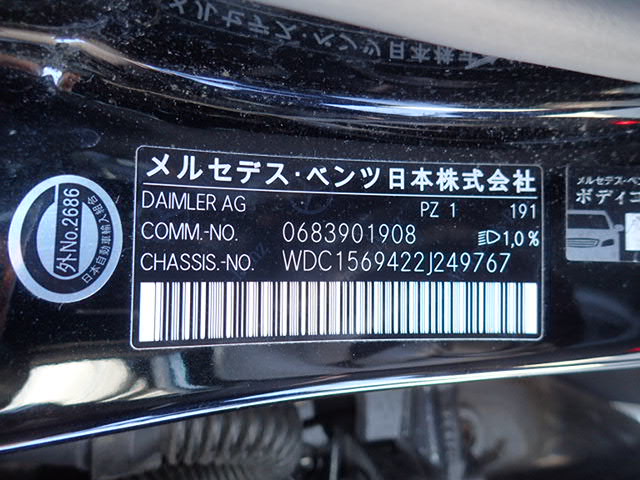 メルセデス・ベンツ日本株式会社
DAIMLER AG PZ 1 191
COMM.-NO. 0683901908 1,0%
CHASSIS.-NO. WDC1569422J249767
外No.2686
日本自動車輸入組合
メルセデス・ベン
ボディコ